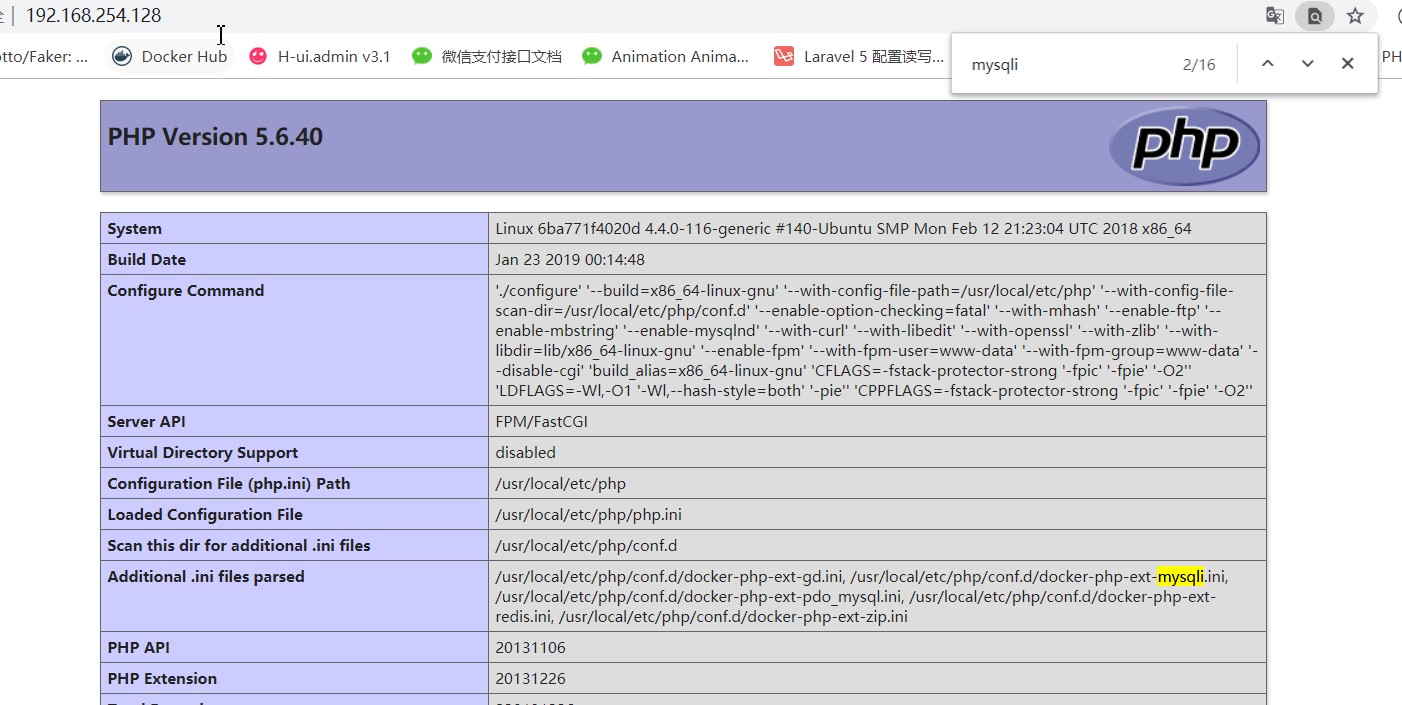 192.168.254.128
otto/Faker: ... Docker Hub H-ui.admin v3.1 微信支付接口文档 Animation Anima... Laravel 5 配置读写... PH
mysqli 2/16
PHP Version 5.6.40
php
System Linux 6ba771f4020d 4.4.0-116-generic #140-Ubuntu SMP Mon Feb 12 21:23:04 UTC 2018 x86_64
Build Date Jan 23 2019 00:14:48
Configure Command './configure' '--build=x86_64-linux-gnu' '--with-config-file-path=/usr/local/etc/php' '--with-config-file-
scan-dir=/usr/local/etc/php/conf.d' '--enable-option-checking=fatal' '--with-mhash' '--enable-ftp' '--
enable-mbstring' '--enable-mysqlnd' '--with-curl' '--with-libedit' '--with-openssl' '--with-zlib' '--with-
libdir=lib/x86_64-linux-gnu' '--enable-fpm' '--with-fpm-user=www-data' '--with-fpm-group=www-data' '-
-disable-cgi' 'build_alias=x86_64-linux-gnu' 'CFLAGS=-fstack-protector-strong '-fpic' '-fpie' '-O2''
'LDFLAGS=-Wl,-O1 '-Wl,--hash-style=both' '-pie'' 'CPPFLAGS=-fstack-protector-strong '-fpic' '-fpie' '-O2''
Server API FPM/FastCGI
Virtual Directory Support disabled
Configuration File (php.ini) Path /usr/local/etc/php
Loaded Configuration File /usr/local/etc/php/php.ini
Scan this dir for additional .ini files /usr/local/etc/php/conf.d
Additional .ini files parsed /usr/local/etc/php/conf.d/docker-php-ext-gd.ini, /usr/local/etc/php/conf.d/docker-php-ext-mysqli.ini,
/usr/local/etc/php/conf.d/docker-php-ext-pdo_mysql.ini, /usr/local/etc/php/conf.d/docker-php-ext-
redis.ini, /usr/local/etc/php/conf.d/docker-php-ext-zip.ini
PHP API 20131106
PHP Extension 20131226